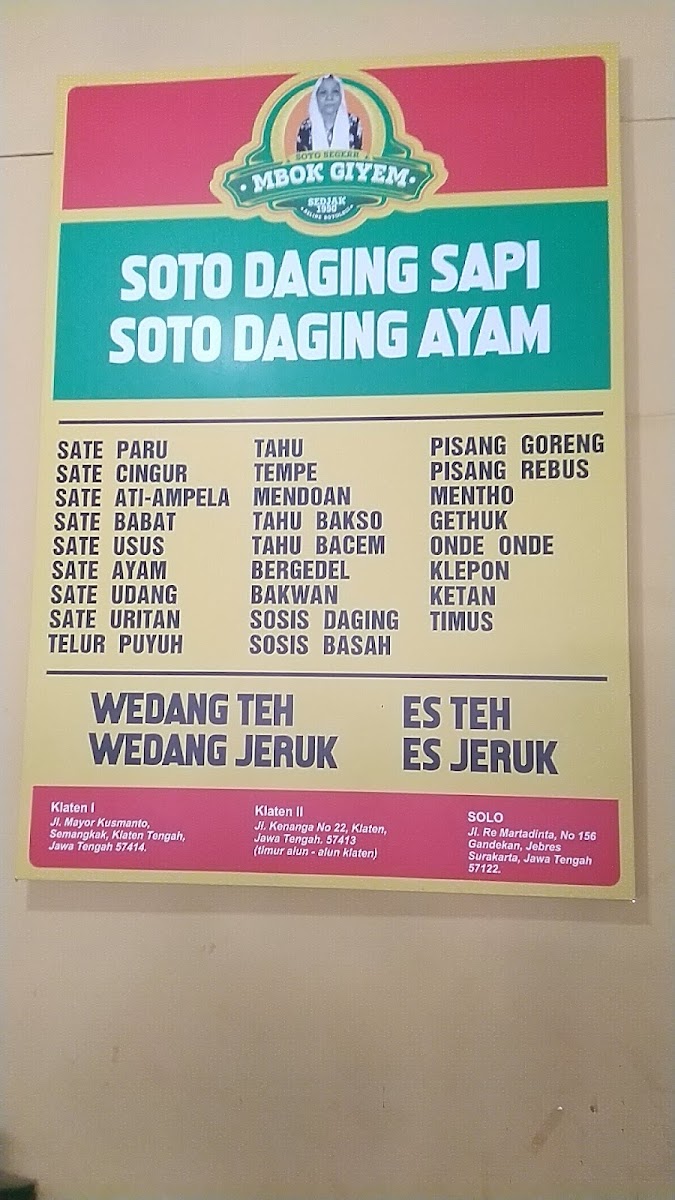 SOTO SEGERR
MBOK GIYEM
SEDJAK
1990
SOTO DAGING SAPI
SOTO DAGING AYAM
SATE PARU
SATE CINGUR
SATE ATI-AMPELA
SATE BABAT
SATE USUS
SATE AYAM
SATE UDANG
SATE URITAN
TELUR PUYUH
TAHU
TEMPE
MENDOAN
TAHU BAKSO
TAHU BACEM
BERGEDEL
BAKWAN
SOSIS DAGING
SOSIS BASAH
PISANG GORENG
PISANG REBUS
MENTHO
GETHUK
ONDE ONDE
KLEPON
KETAN
TIMUS
WEDANG TEH
WEDANG JERUK
ES TEH
ES JERUK
Klaten I
Jl. Mayor Kusmanto,
Semangkak, Klaten Tengah,
Jawa Tengah 57414.
Klaten II
Jl. Kenanga No 22, Klaten,
Jawa Tengah. 57413
(timur alun - alun klaten)
SOLO
Jl. Re Martadinta, No 156
Gandekan, Jebres
Surakarta, Jawa Tengah
57122.